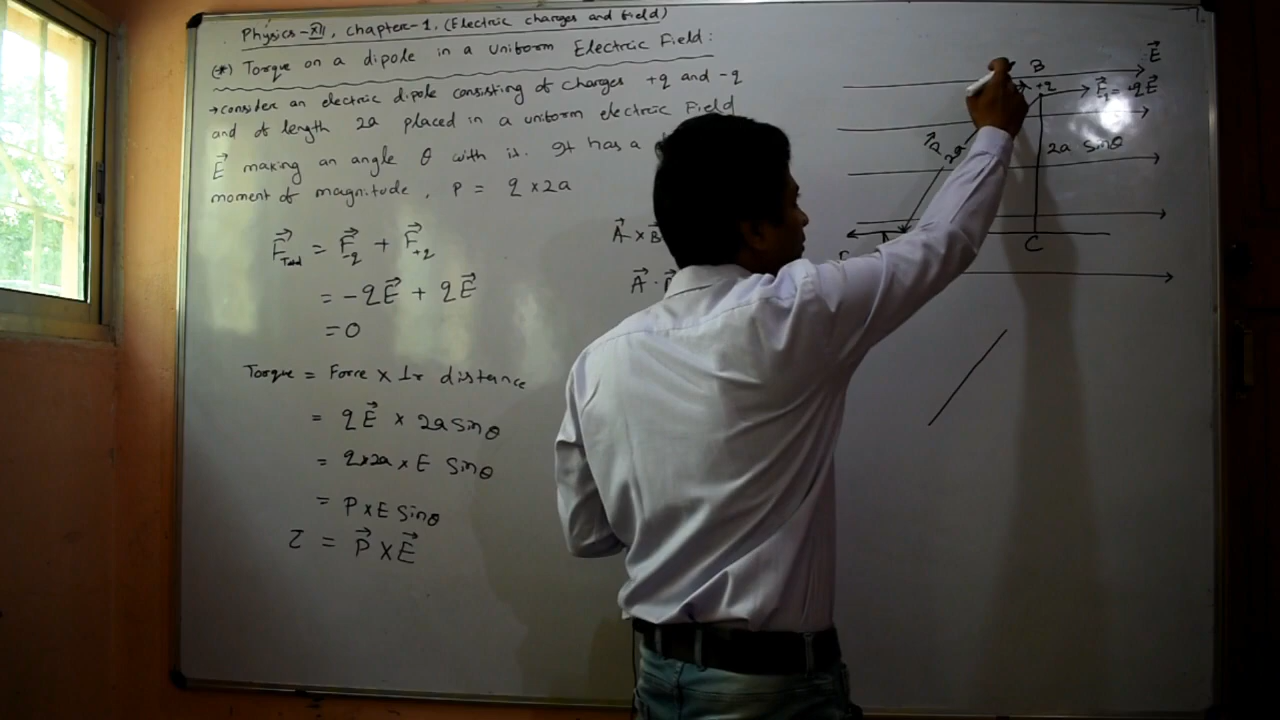 Physics-XII, chapter-1. (Electric charges and field)
(*) Torque on a dipole in a uniform Electric Field:
→consider an electric dipole consisting of charges +q and -q
and of length 2a placed in a uniform electric Field
E⃗ making an angle θ with it. It has a
moment of magnitude, P = q × 2a
F⃗Total = F⃗-q + F⃗+q
= -qE⃗ + qE⃗
= 0
Torque = Force × ⊥r distance
= qE⃗ × 2a sinθ
= q×2a × E sinθ
= P×E sinθ
τ = P⃗ × E⃗
A⃗ × B⃗
A⃗ ·
B
E⃗
+q
= qE⃗
2a
2a sinθ
C